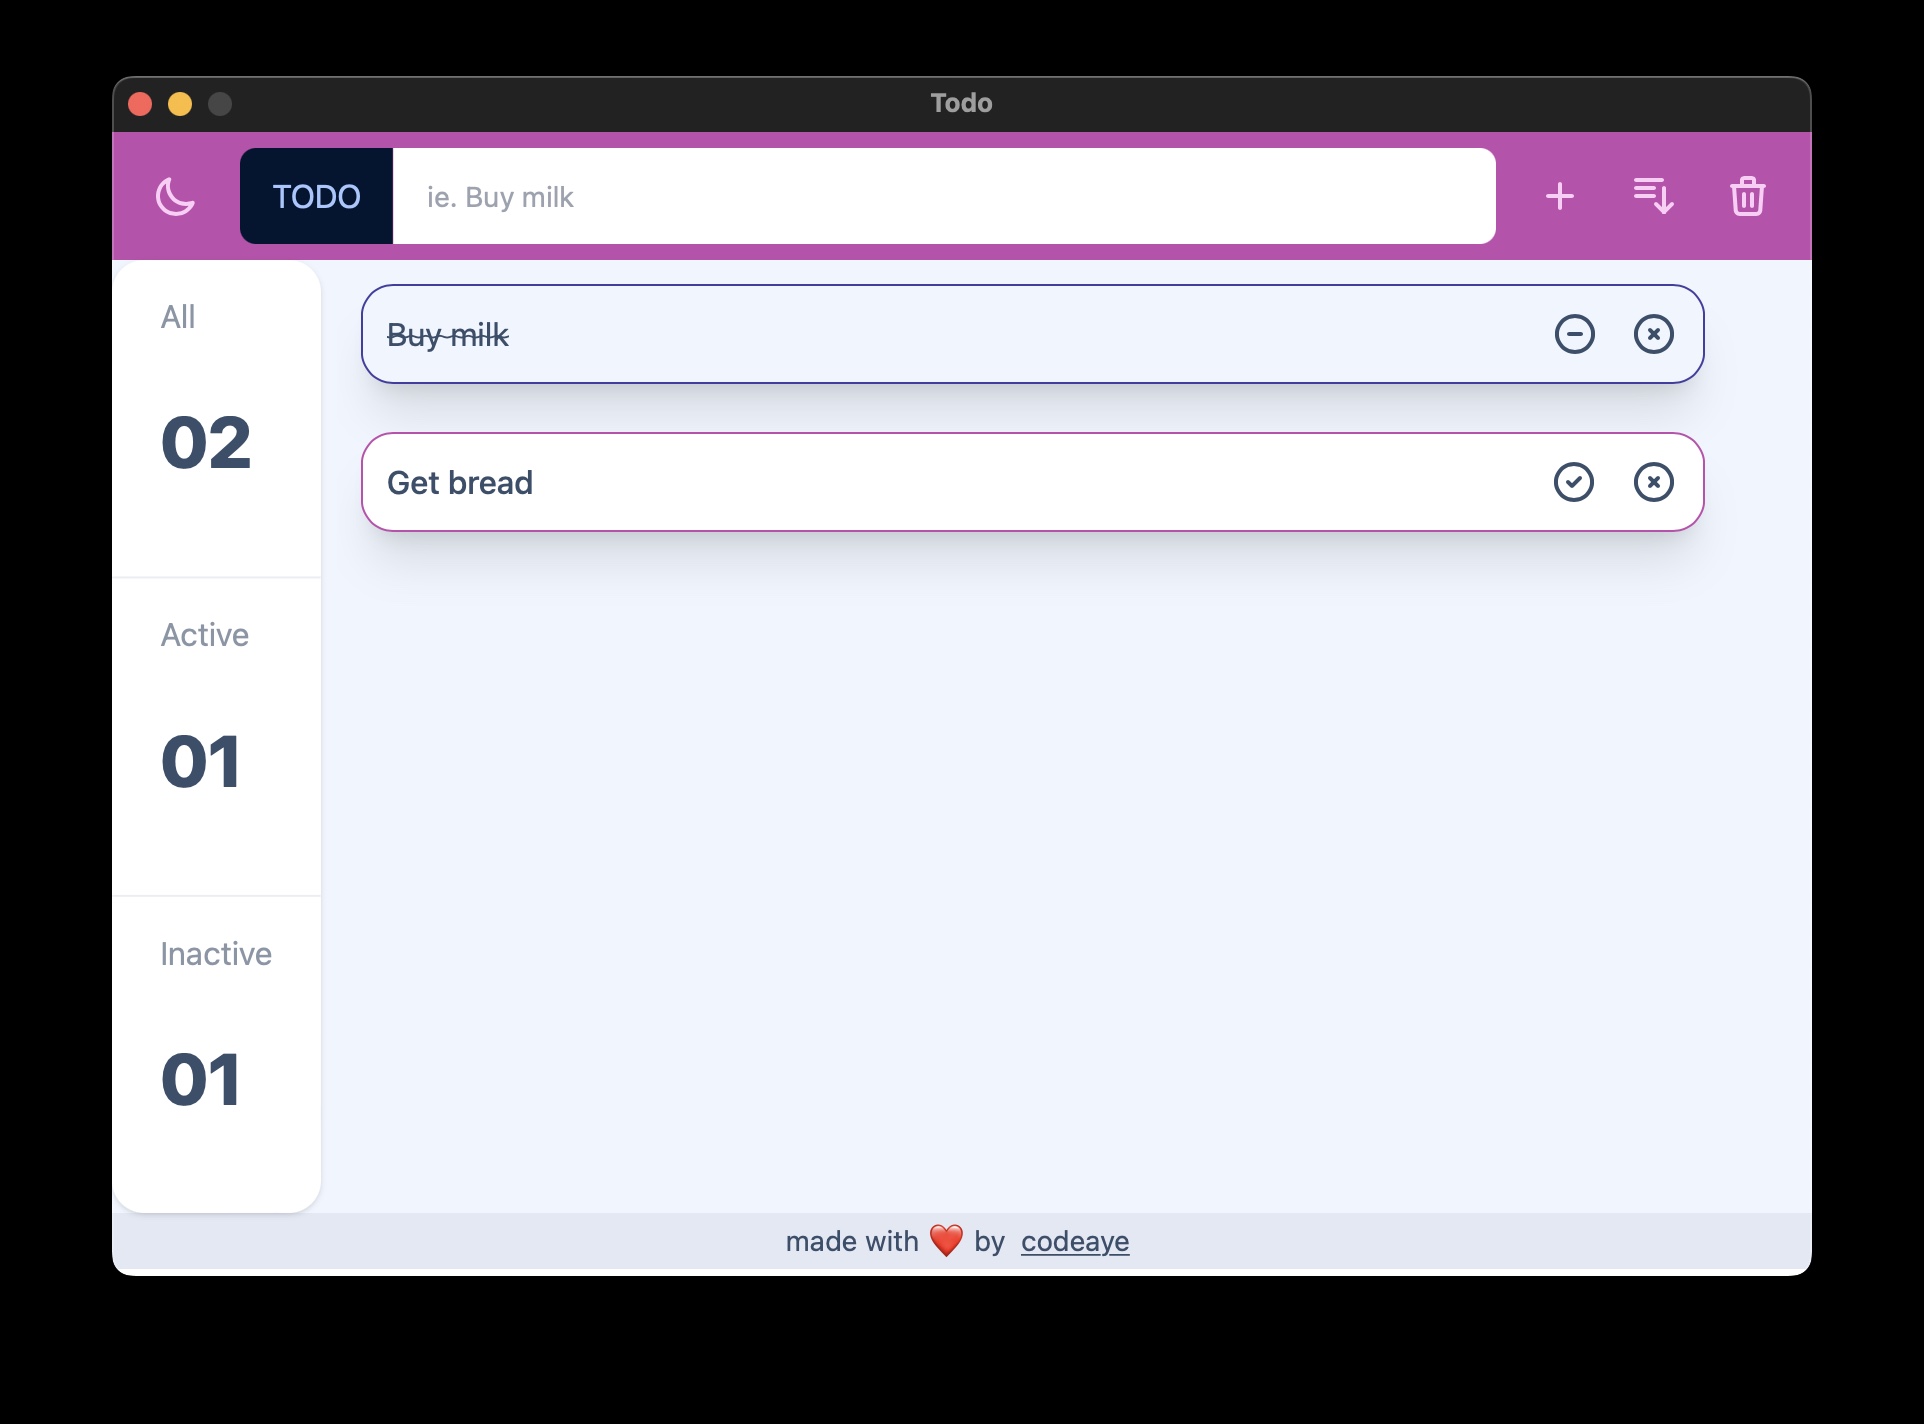 Todo
TODO
ie. Buy milk
All
02
Active
01
Inactive
01
Buy milk
Get bread
made with ❤️ by codeaye